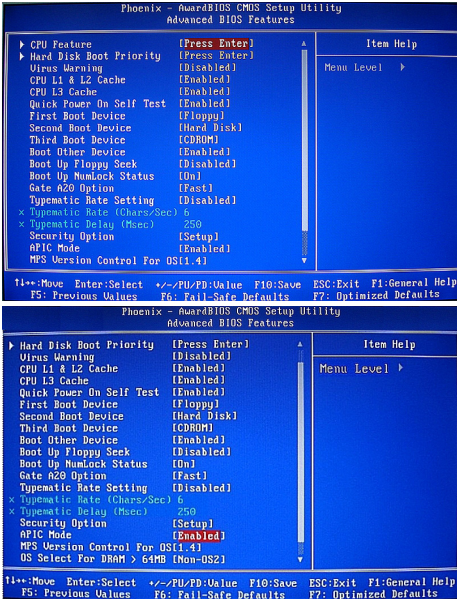 Phoenix - AwardBIOS CMOS Setup Utility
Advanced BIOS Features
CPU Feature [Press Enter] Item Help
Hard Disk Boot Priority [Press Enter]
Virus Warning [Disabled] Menu Level
CPU L1 & L2 Cache [Enabled]
CPU L3 Cache [Enabled]
Quick Power On Self Test [Enabled]
First Boot Device [Floppy]
Second Boot Device [Hard Disk]
Third Boot Device [CDROM]
Boot Other Device [Enabled]
Boot Up Floppy Seek [Disabled]
Boot Up NumLock Status [On]
Gate A20 Option [Fast]
Typematic Rate Setting [Disabled]
x Typematic Rate (Chars/Sec) 6
x Typematic Delay (Msec) 250
Security Option [Setup]
APIC Mode [Enabled]
MPS Version Control For OS[1.4]
↑↓→←:Move Enter:Select +/-/PU/PD:Value F10:Save ESC:Exit F1:General Help
F5: Previous Values F6: Fail-Safe Defaults F7: Optimized Defaults
Phoenix - AwardBIOS CMOS Setup Utility
Advanced BIOS Features
Hard Disk Boot Priority [Press Enter] Item Help
Virus Warning [Disabled]
CPU L1 & L2 Cache [Enabled] Menu Level
CPU L3 Cache [Enabled]
Quick Power On Self Test [Enabled]
First Boot Device [Floppy]
Second Boot Device [Hard Disk]
Third Boot Device [CDROM]
Boot Other Device [Enabled]
Boot Up Floppy Seek [Disabled]
Boot Up NumLock Status [On]
Gate A20 Option [Fast]
Typematic Rate Setting [Disabled]
x Typematic Rate (Chars/Sec) 6
x Typematic Delay (Msec) 250
Security Option [Setup]
APIC Mode [Enabled]
MPS Version Control For OS[1.4]
OS Select For DRAM > 64MB [Non-OS2]
↑↓→←:Move Enter:Select +/-/PU/PD:Value F10:Save ESC:Exit F1:General Help
F5: Previous Values F6: Fail-Safe Defaults F7: Optimized Defaults